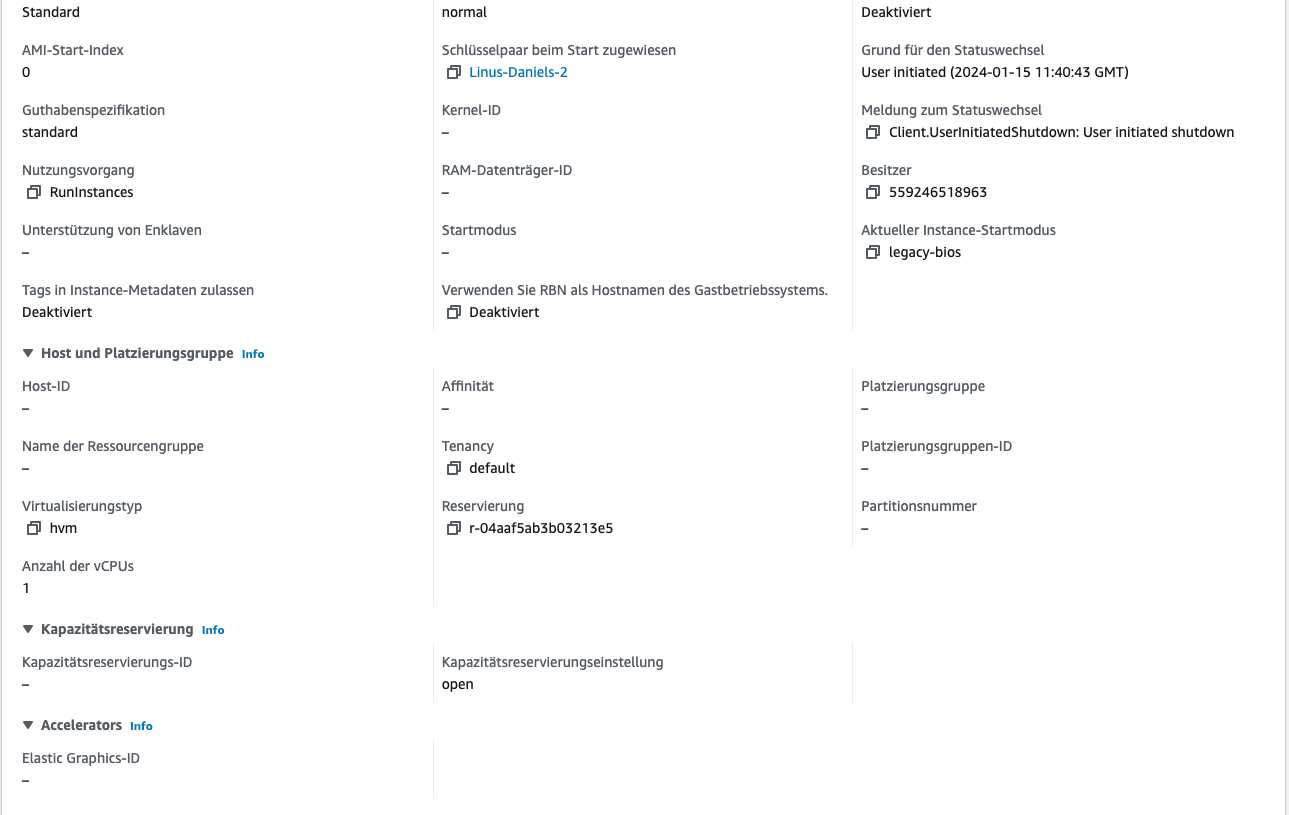 Standard
normal
Deaktiviert
AMI-Start-Index
0
Schlüsselpaar beim Start zugewiesen
Linus-Daniels-2
Grund für den Statuswechsel
User initiated (2024-01-15 11:40:43 GMT)
Guthabenspezifikation
standard
Kernel-ID
–
Meldung zum Statuswechsel
Client.UserInitiatedShutdown: User initiated shutdown
Nutzungsvorgang
RunInstances
RAM-Datenträger-ID
–
Besitzer
559246518963
Unterstützung von Enklaven
–
Startmodus
–
Aktueller Instance-Startmodus
legacy-bios
Tags in Instance-Metadaten zulassen
Deaktiviert
Verwenden Sie RBN als Hostnamen des Gastbetriebssystems.
Deaktiviert
Host und Platzierungsgruppe Info
Host-ID
–
Affinität
–
Platzierungsgruppe
–
Name der Ressourcengruppe
–
Tenancy
default
Platzierungsgruppen-ID
–
Virtualisierungstyp
hvm
Reservierung
r-04aaf5ab3b03213e5
Partitionsnummer
–
Anzahl der vCPUs
1
Kapazitätsreservierung Info
Kapazitätsreservierungs-ID
–
Kapazitätsreservierungseinstellung
open
Accelerators Info
Elastic Graphics-ID
–